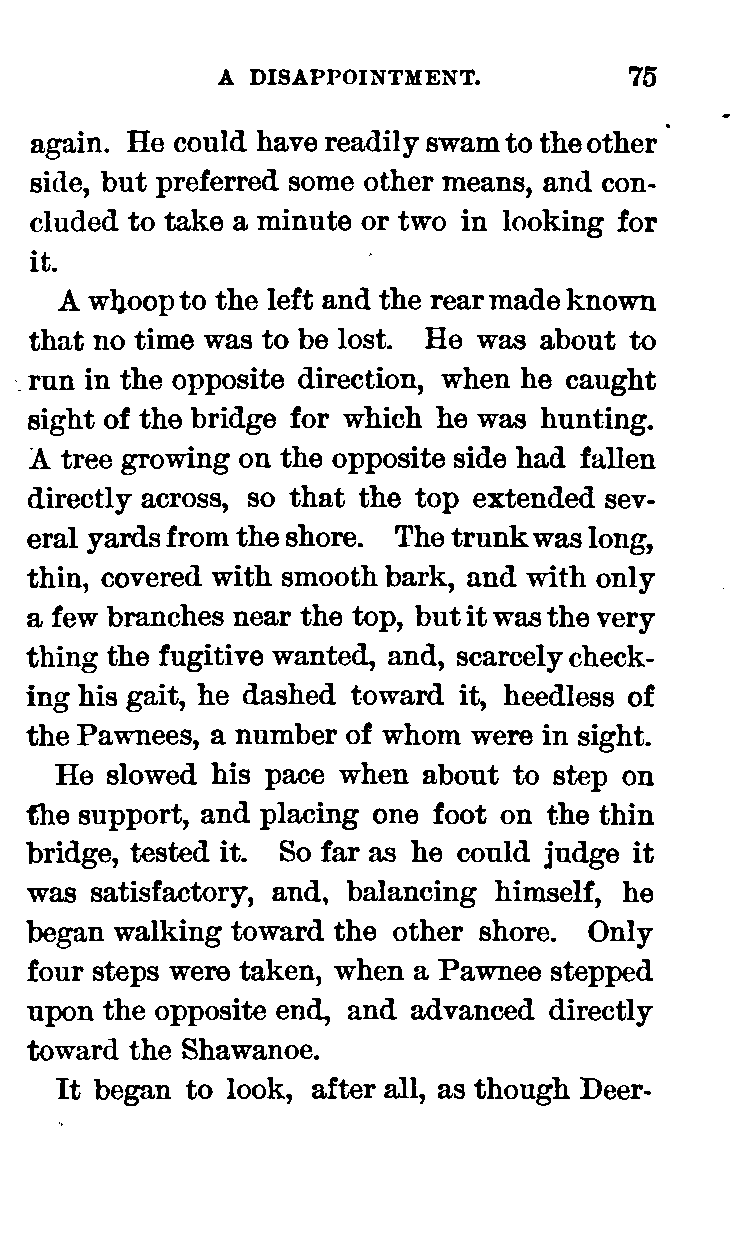 A DISAPPOINTMENT. 75
again. He could have readily swam to the other
side, but preferred some other means, and con-
cluded to take a minute or two in looking for
it.
A whoop to the left and the rear made known
that no time was to be lost. He was about to
run in the opposite direction, when he caught
sight of the bridge for which he was hunting.
A tree growing on the opposite side had fallen
directly across, so that the top extended sev-
eral yards from the shore. The trunk was long,
thin, covered with smooth bark, and with only
a few branches near the top, but it was the very
thing the fugitive wanted, and, scarcely check-
ing his gait, he dashed toward it, heedless of
the Pawnees, a number of whom were in sight.
He slowed his pace when about to step on
the support, and placing one foot on the thin
bridge, tested it. So far as he could judge it
was satisfactory, and, balancing himself, he
began walking toward the other shore. Only
four steps were taken, when a Pawnee stepped
upon the opposite end, and advanced directly
toward the Shawanoe.
It began to look, after all, as though Deer-